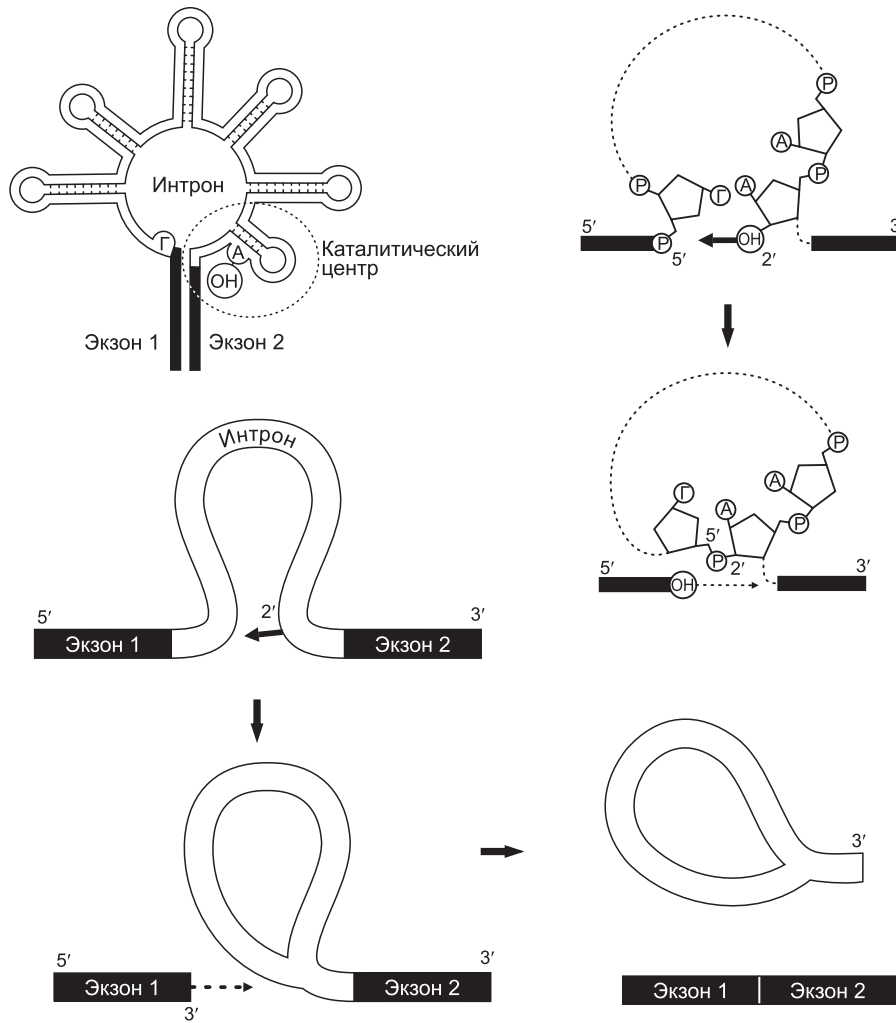 Интрон
Г
А
ОН
Каталитический
центр
Экзон 1
Экзон 2
Р
А
Р
Р
Г
А
5′
Р
5′
ОН
2′
3
Интрон
5′
2′
3′
Экзон 1
Экзон 2
Р
А
Г
А
Р
5′
Р
2′
5′
ОН
3′
5′
Экзон 1
3′
3′
Экзон 2
3′
Экзон 1
Экзон 2